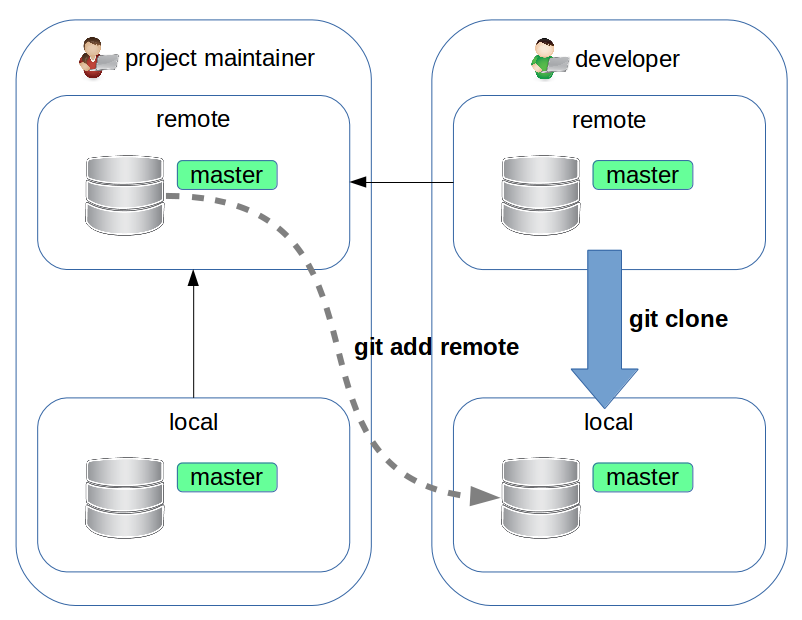 project maintainer
developer
remote
master
remote
master
git clone
git add remote
local
master
local
master